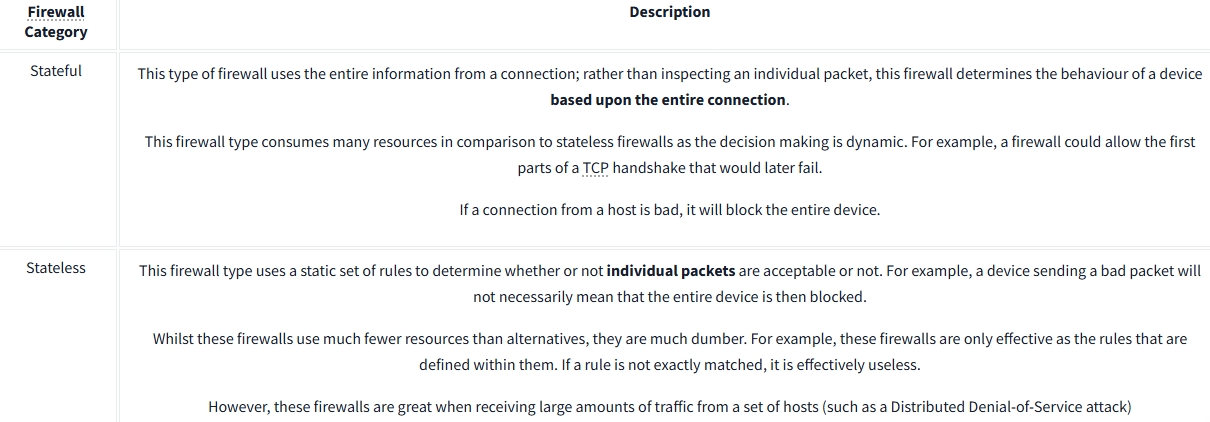 Firewall
Category
Description
Stateful
This type of firewall uses the entire information from a connection; rather than inspecting an individual packet, this firewall determines the behaviour of a device
based upon the entire connection.
This firewall type consumes many resources in comparison to stateless firewalls as the decision making is dynamic. For example, a firewall could allow the first
parts of a TCP handshake that would later fail.
If a connection from a host is bad, it will block the entire device.
Stateless
This firewall type uses a static set of rules to determine whether or not individual packets are acceptable or not. For example, a device sending a bad packet will
not necessarily mean that the entire device is then blocked.
Whilst these firewalls use much fewer resources than alternatives, they are much dumber. For example, these firewalls are only effective as the rules that are
defined within them. If a rule is not exactly matched, it is effectively useless.
However, these firewalls are great when receiving large amounts of traffic from a set of hosts (such as a Distributed Denial-of-Service attack)